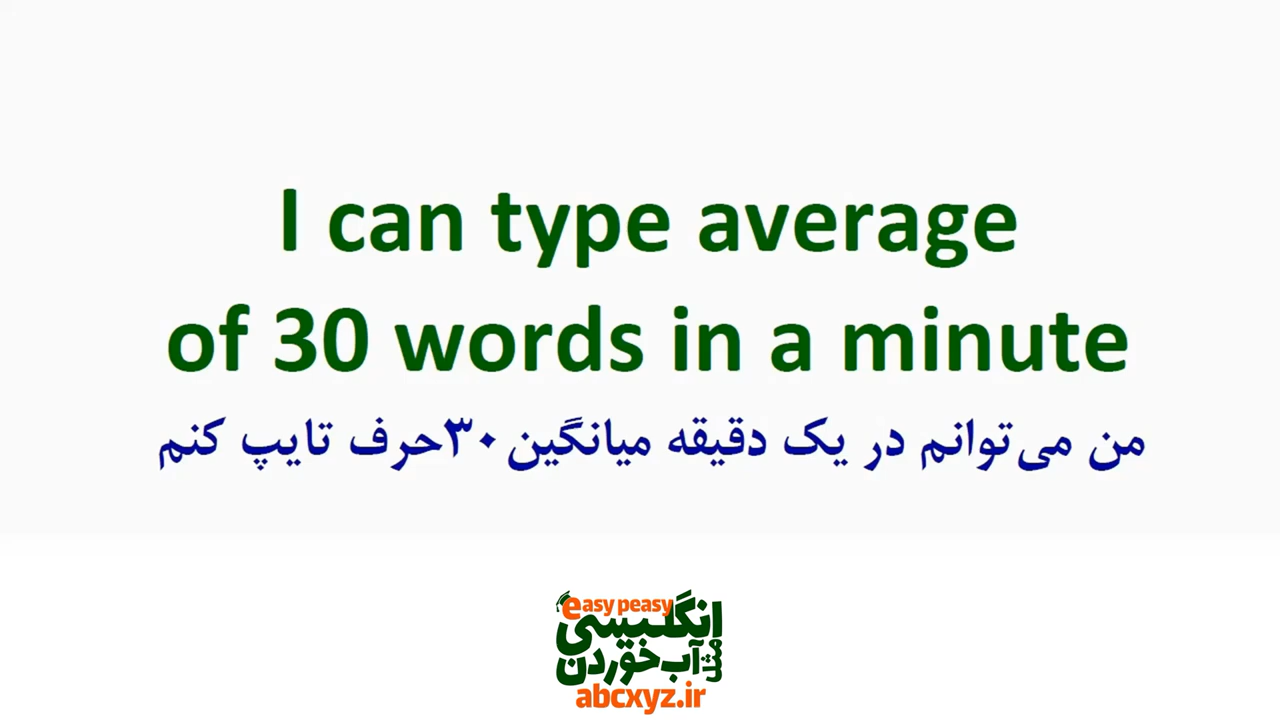 I can type average
of 30 words in a minute
من می‌توانم در یک دقیقه میانگین ۳۰حرف تایپ کنم
easy peasy
انگلیسی
مثل آب خوردن
abcxyz.ir